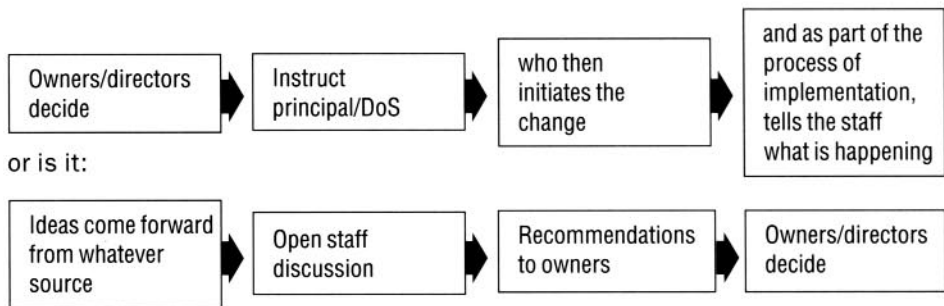 Owners/directors
decide
Instruct
principal/DoS
who then
initiates the
change
and as part of the
process of
implementation,
tells the staff
what is happening
or is it:
Ideas come forward
from whatever
source
Open staff
discussion
Recommendations
to owners
Owners/directors
decide